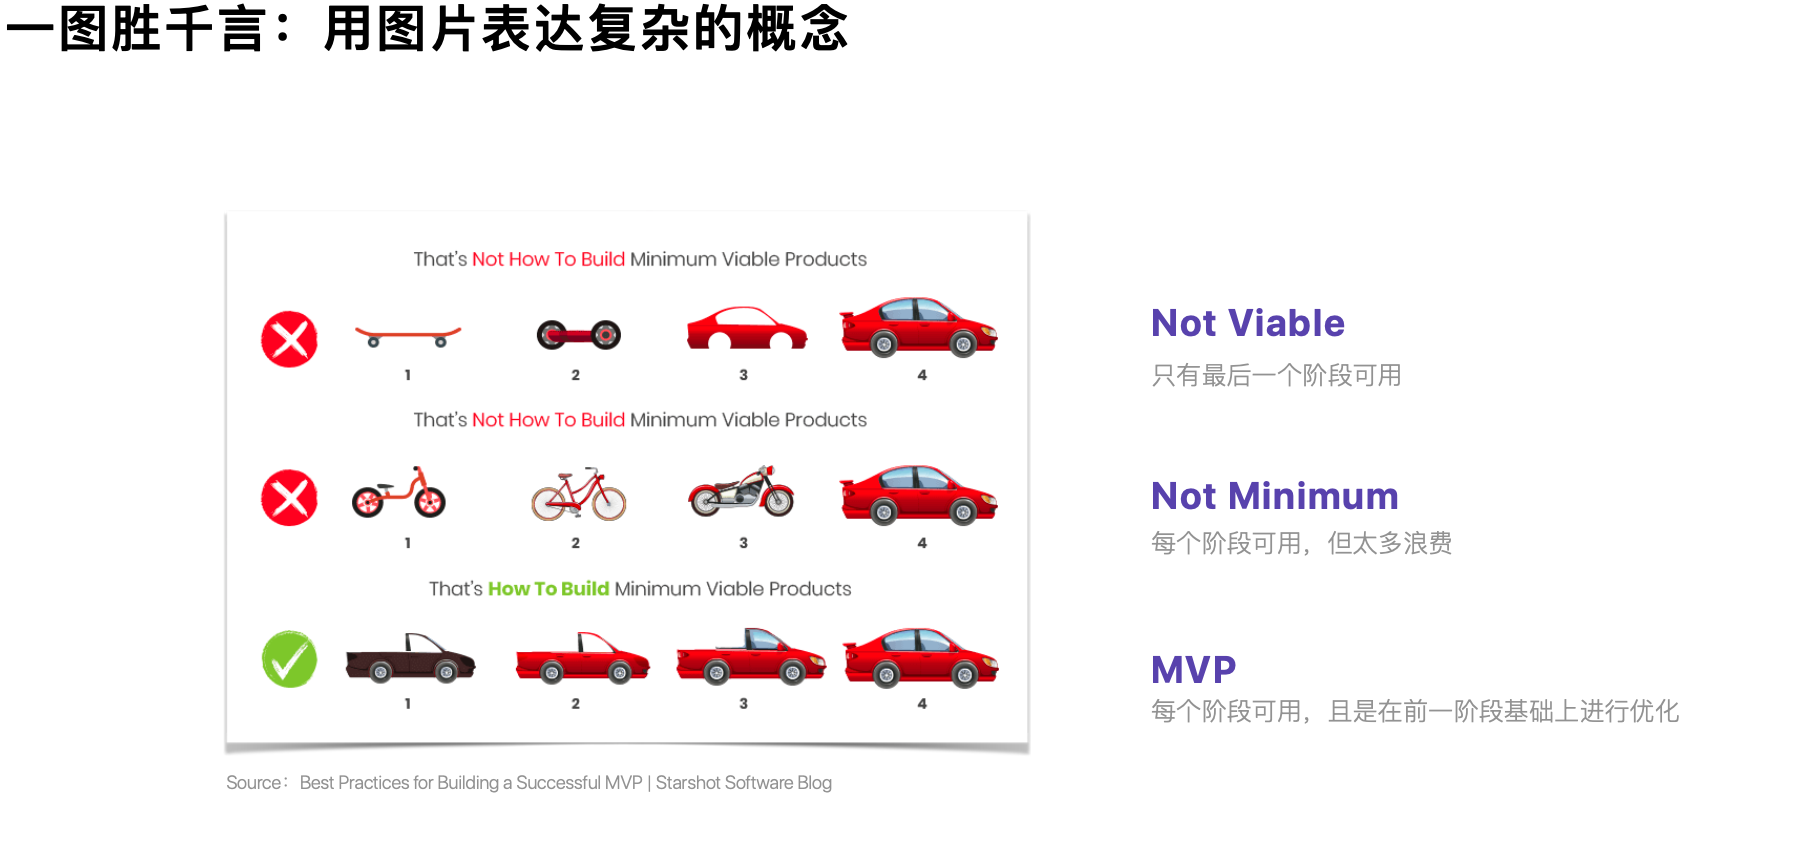 一图胜千言：用图片表达复杂的概念
That's Not How To Build Minimum Viable Products
1 2 3 4
Not Viable
只有最后一个阶段可用
That's Not How To Build Minimum Viable Products
1 2 3 4
Not Minimum
每个阶段可用，但太多浪费
That's How To Build Minimum Viable Products
1 2 3 4
MVP
每个阶段可用，且是在前一阶段基础上进行优化
Source： Best Practices for Building a Successful MVP | Starshot Software Blog